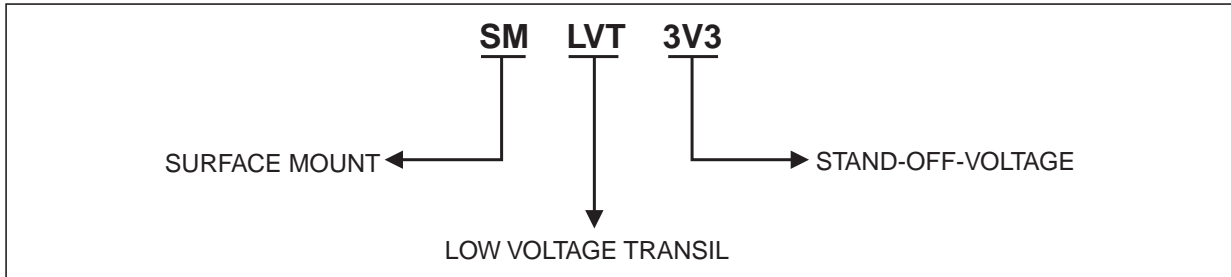 SM LVT 3V3
SURFACE MOUNT
STAND-OFF-VOLTAGE
LOW VOLTAGE TRANSIL